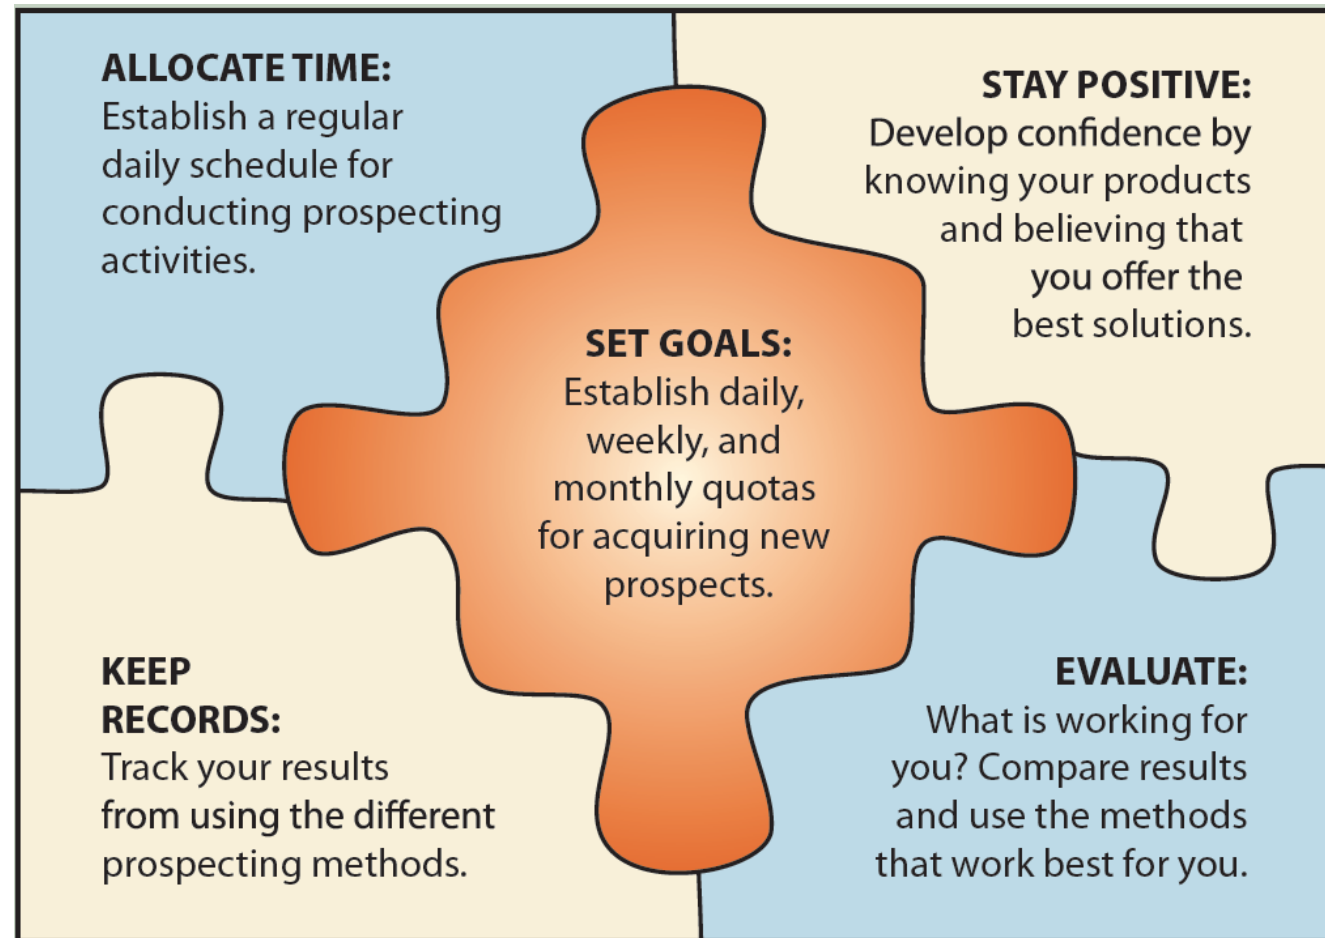 ALLOCATE TIME:
Establish a regular
daily schedule for
conducting prospecting
activities.
STAY POSITIVE:
Develop confidence by
knowing your products
and believing that
you offer the
best solutions.
SET GOALS:
Establish daily,
weekly, and
monthly quotas
for acquiring new
prospects.
KEEP
RECORDS:
Track your results
from using the different
prospecting methods.
EVALUATE:
What is working for
you? Compare results
and use the methods
that work best for you.